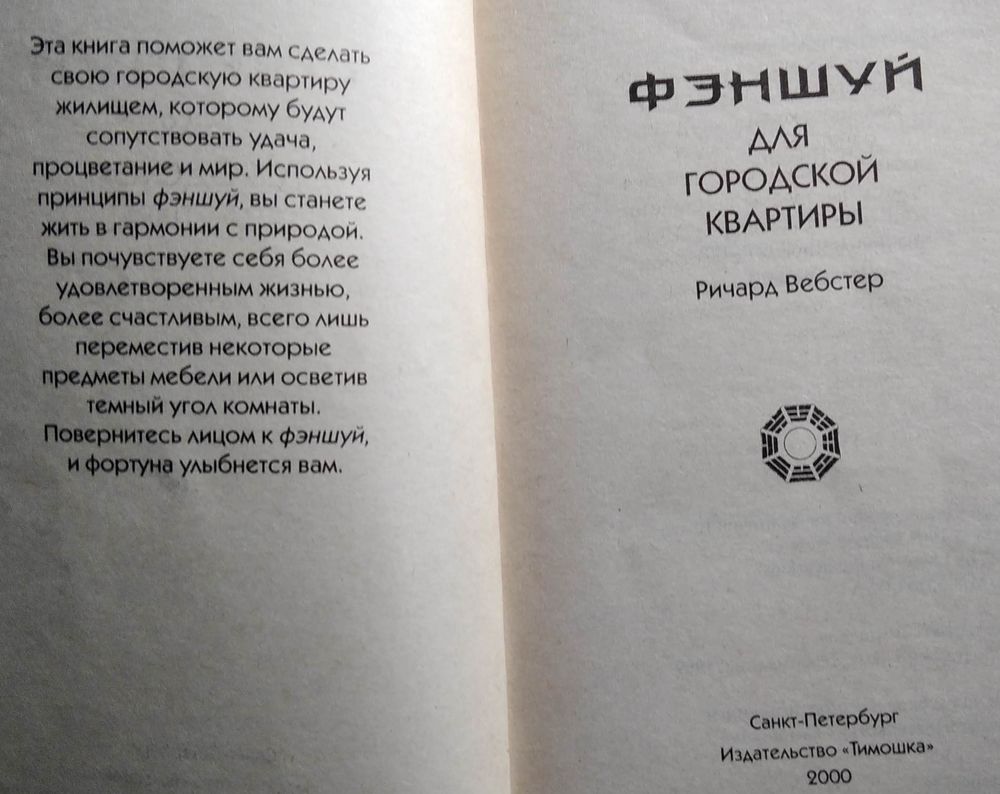 Эта книга поможет вам сделать
свою городскую квартиру
жилищем, которому будут
сопутствовать удача,
процветание и мир. Используя
принципы фэншуй, вы станете
жить в гармонии с природой.
Вы почувствуете себя более
удовлетворенным жизнью,
более счастливым, всего лишь
переместив некоторые
предметы мебели или осветив
темный угол комнаты.
Повернитесь лицом к фэншуй,
и фортуна улыбнется вам.
ФЭНШУЙ
ДЛЯ
ГОРОДСКОЙ
КВАРТИРЫ
Ричард Вебстер
Санкт-Петербург
Издательство «Тимошка»
2000